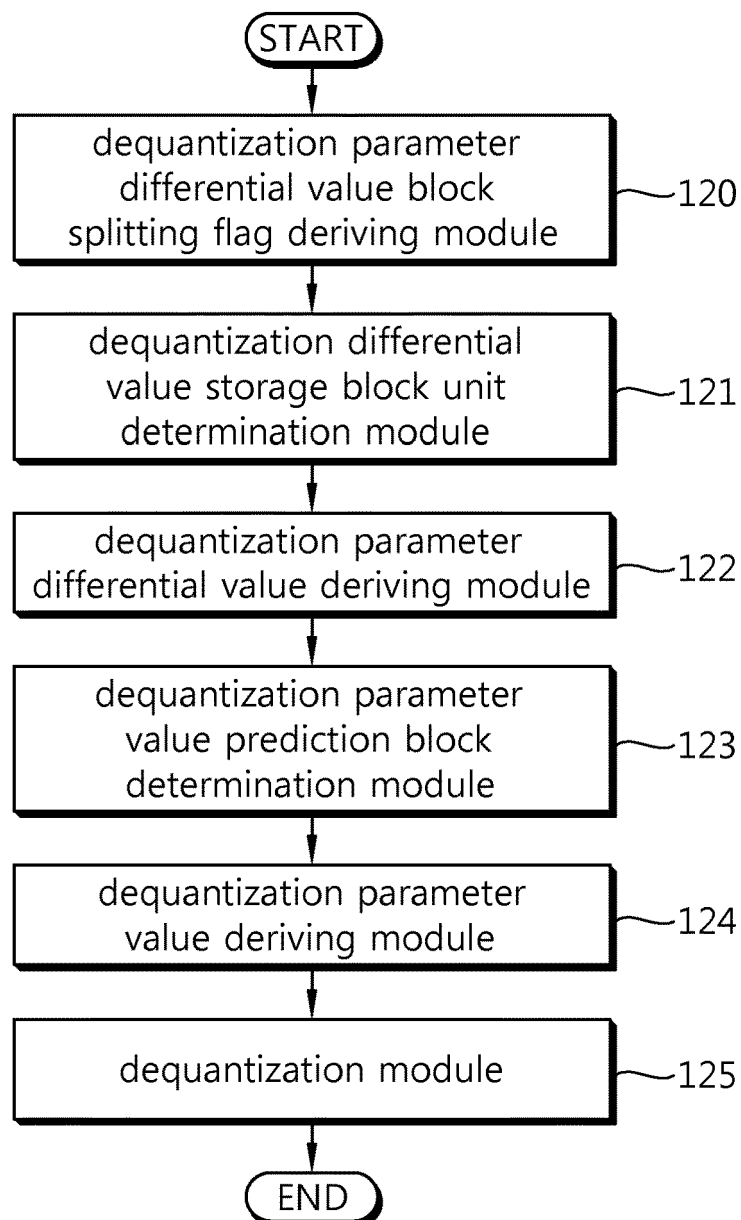 START
dequantization parameter
differential value block
splitting flag deriving module
120
dequantization differential
value storage block unit
determination module
121
dequantization parameter
differential value deriving module
122
dequantization parameter
value prediction block
determination module
123
dequantization parameter
value deriving module
124
dequantization module
125
END